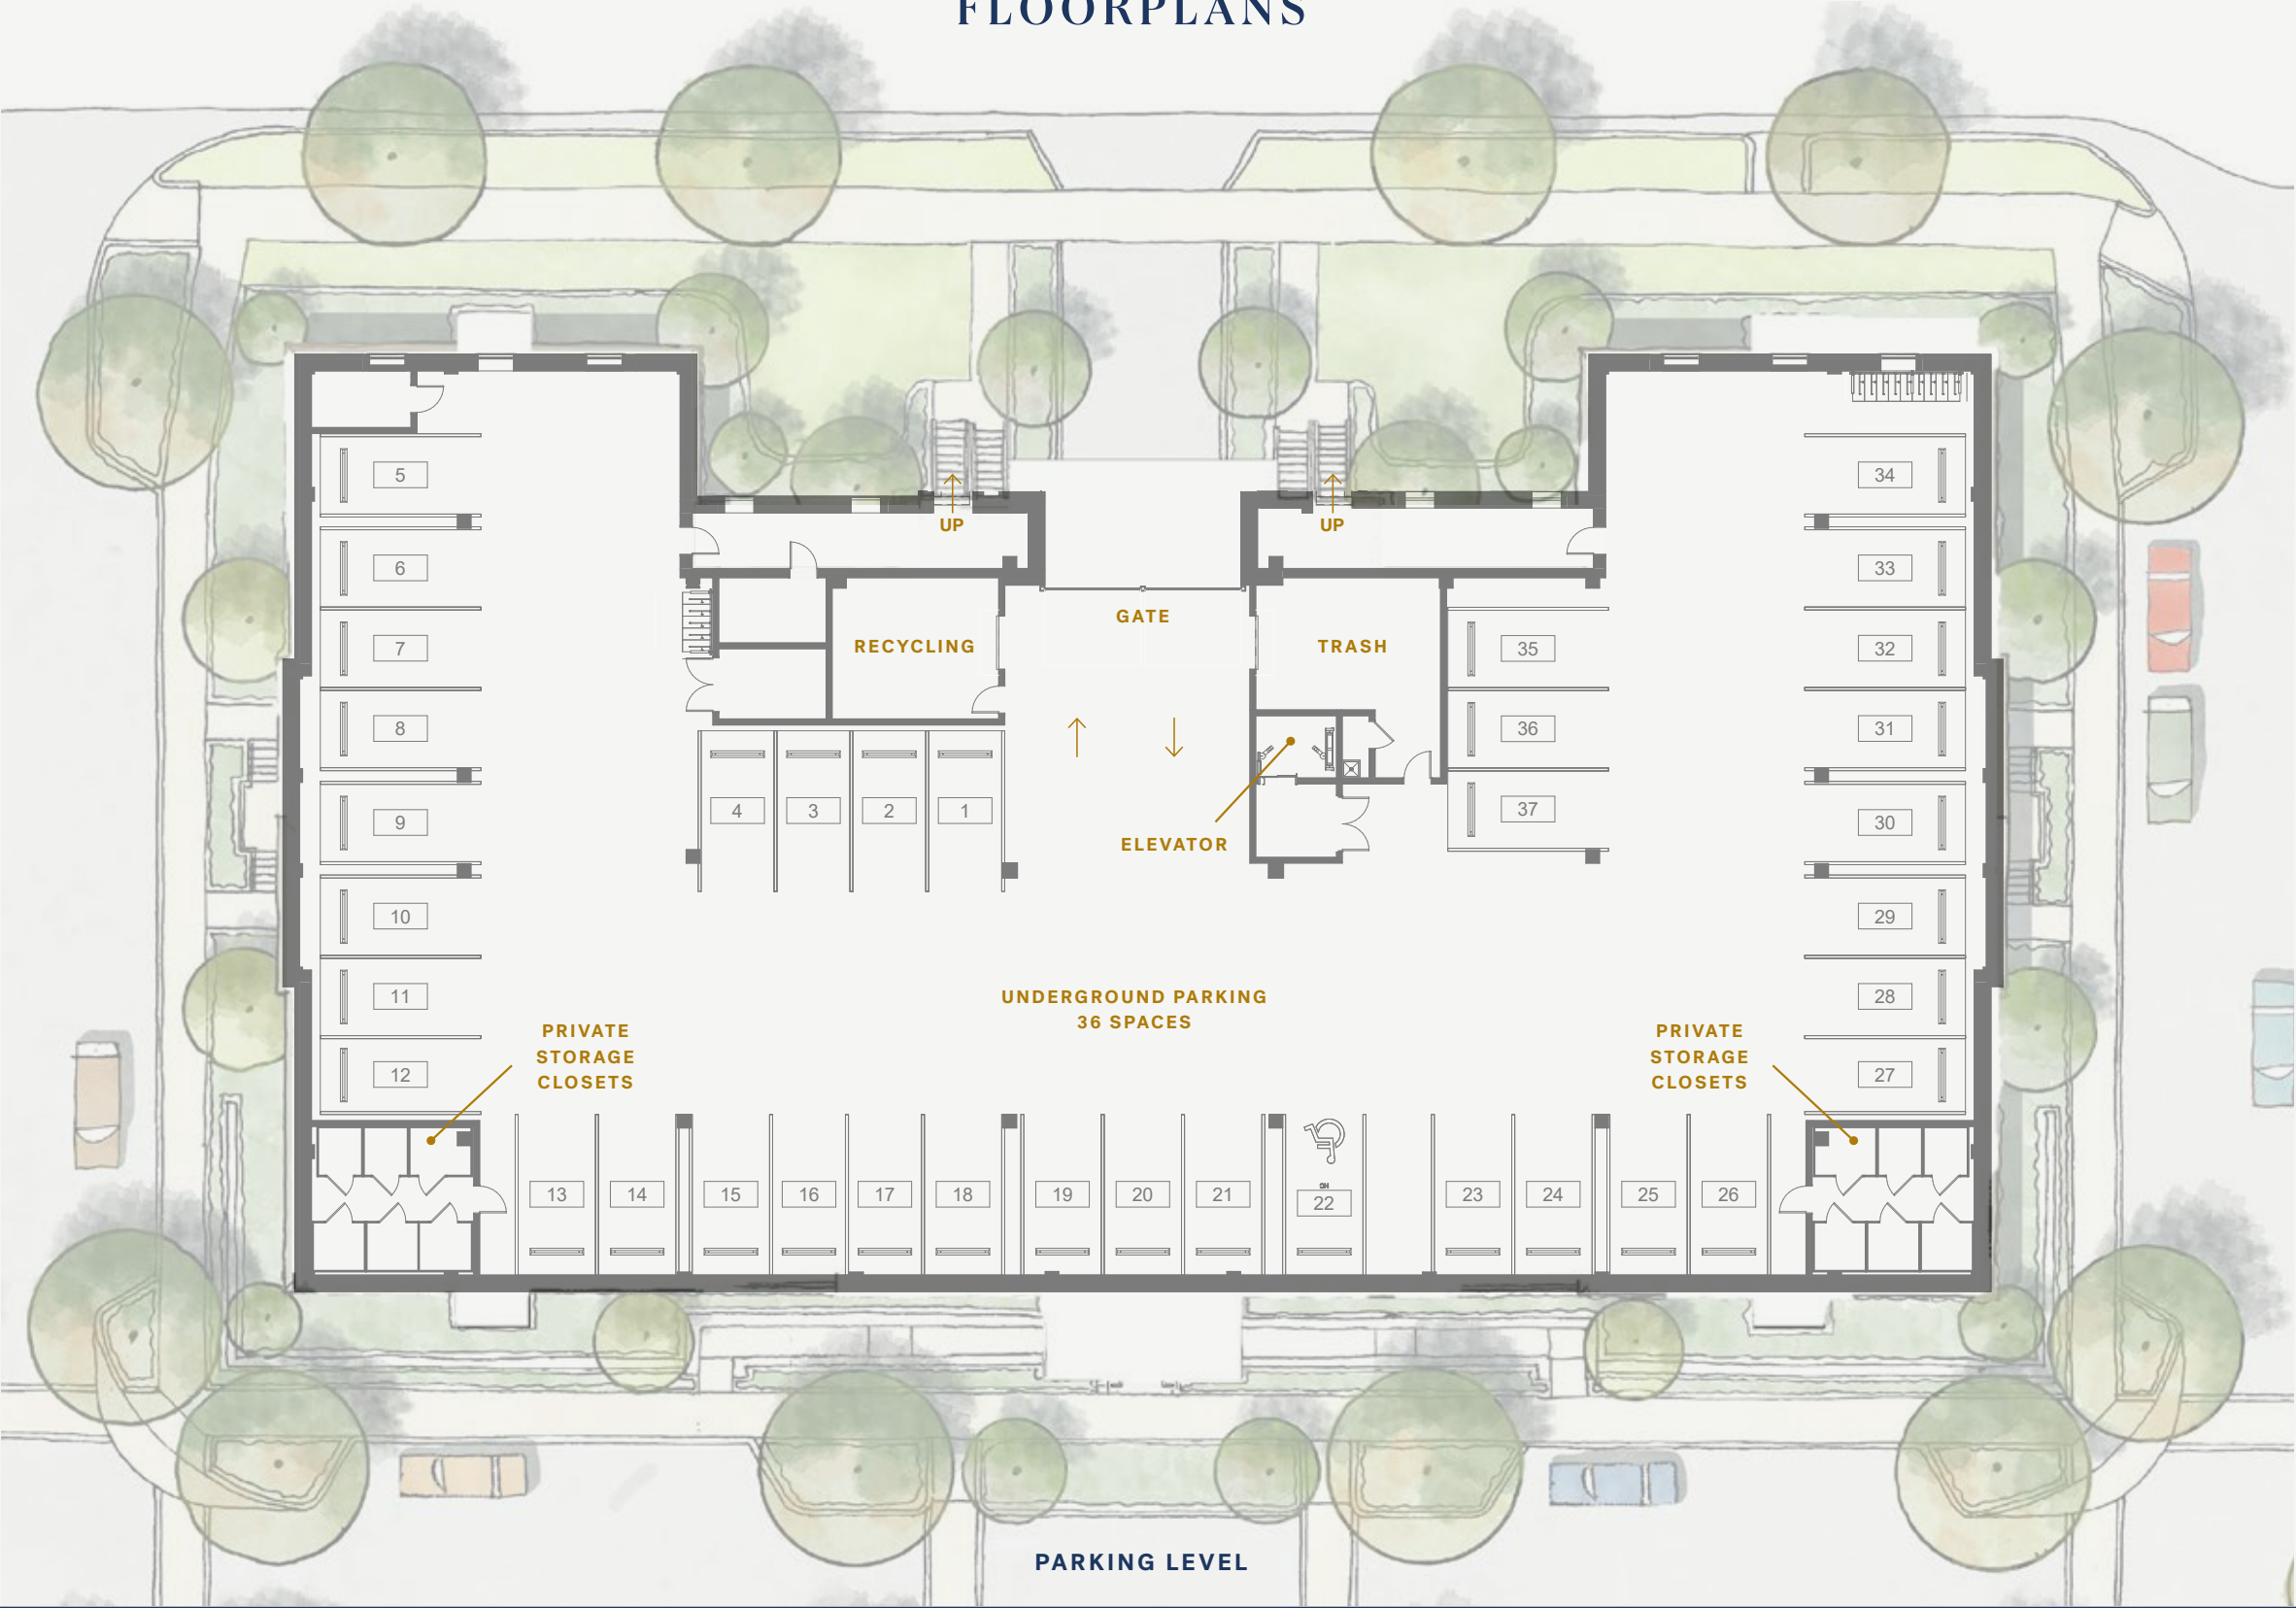 FLOORPLANS
5
34
UP
UP
6
33
GATE
RECYCLING
TRASH
7
35
32
8
36
31
4
3
2
1
37
9
30
ELEVATOR
10
29
11
UNDERGROUND PARKING
36 SPACES
28
PRIVATE
STORAGE
CLOSETS
PRIVATE
STORAGE
CLOSETS
12
27
13
14
15
16
17
18
19
20
21
22
23
24
25
26
PARKING LEVEL